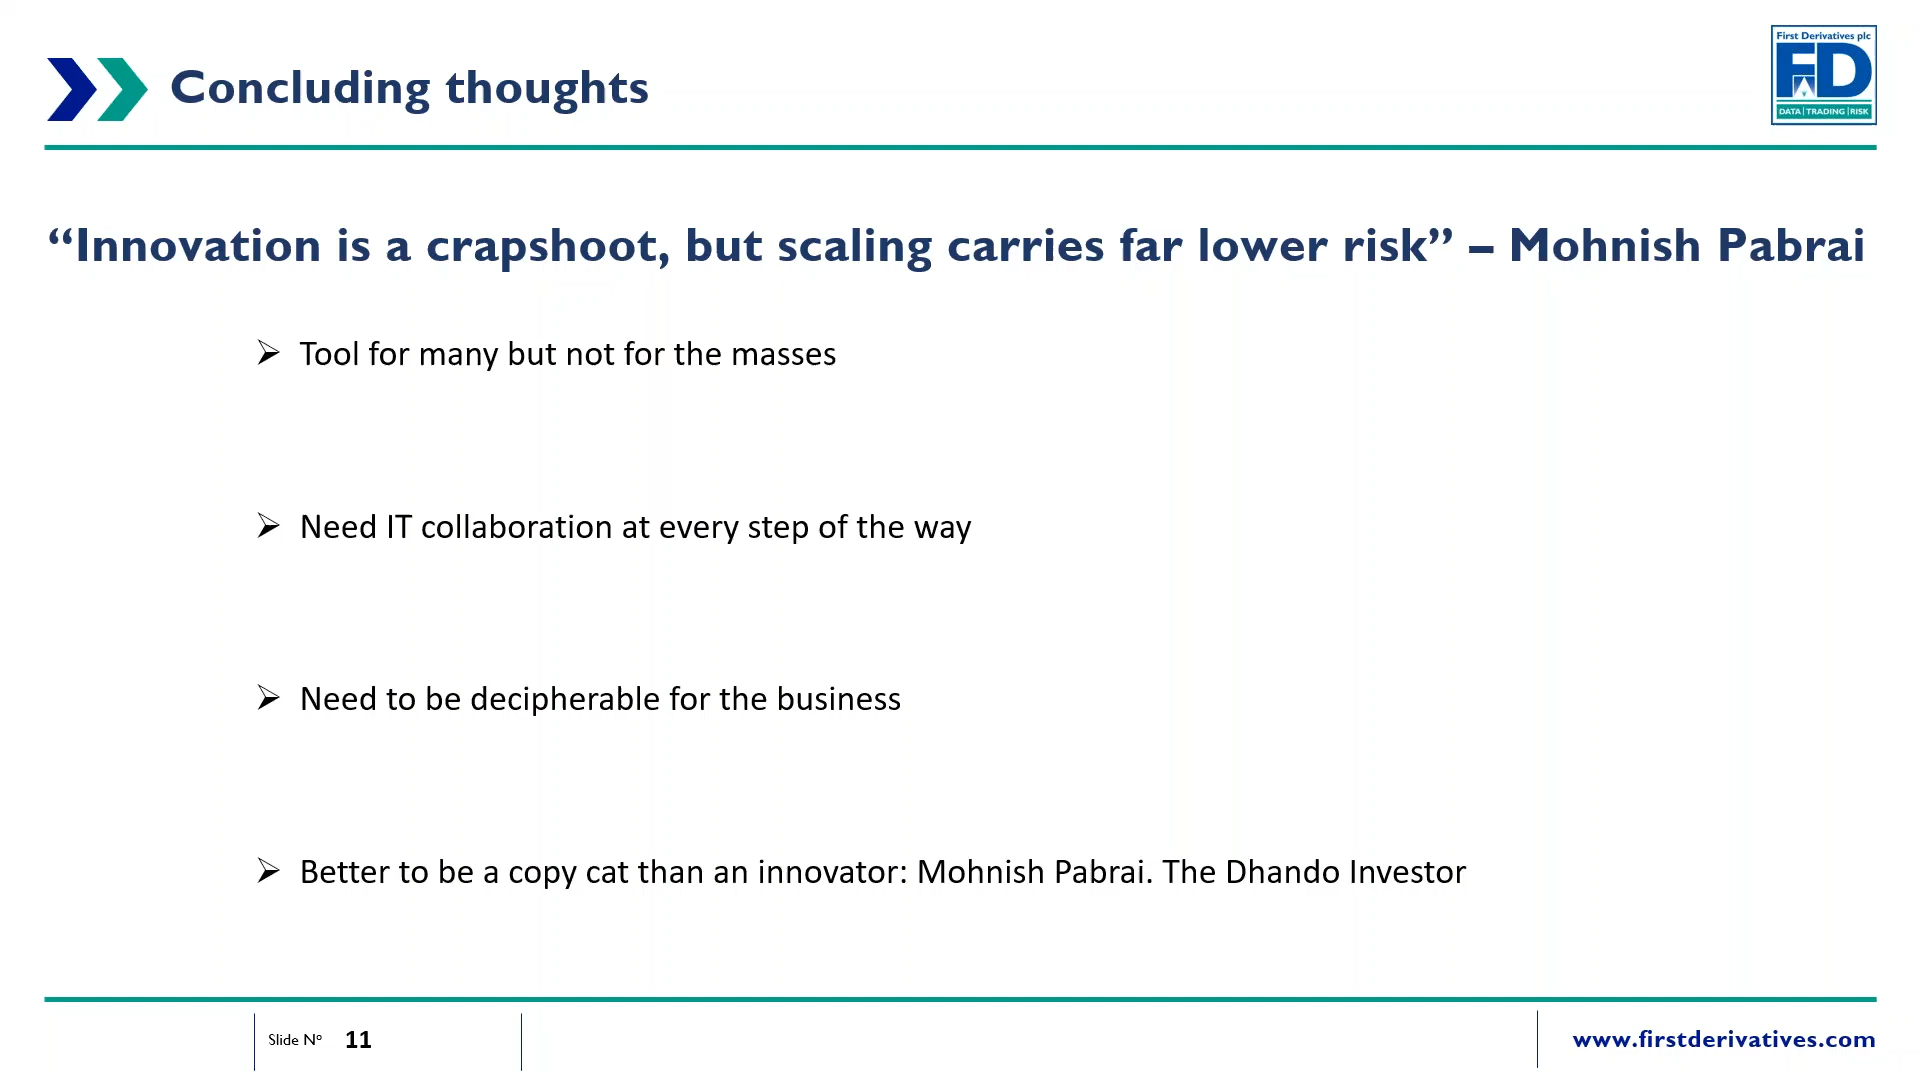 Concluding thoughts
First Derivatives plc
FD
DATA | TRADING | RISK
“Innovation is a crapshoot, but scaling carries far lower risk” – Mohnish Pabrai
➢ Tool for many but not for the masses
➢ Need IT collaboration at every step of the way
➢ Need to be decipherable for the business
➢ Better to be a copy cat than an innovator: Mohnish Pabrai. The Dhando Investor
Slide Nº 11
www.firstderivatives.com